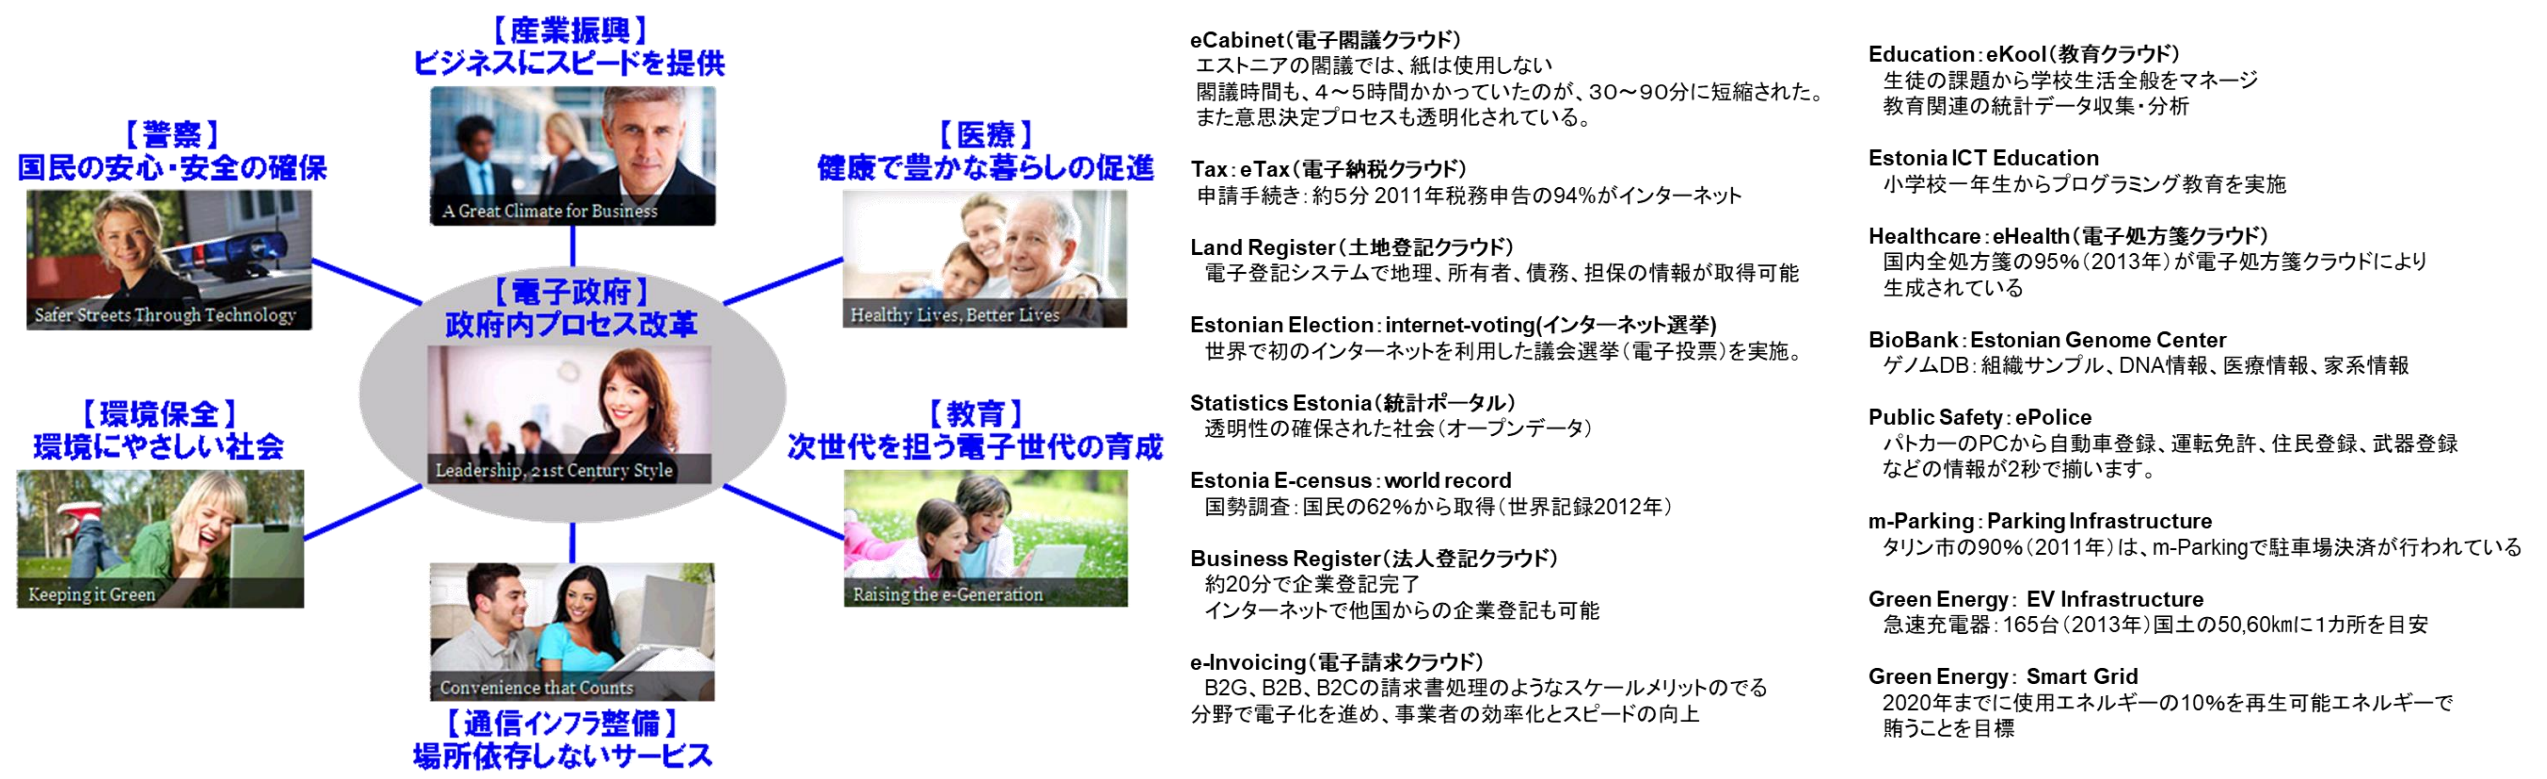 【産業振興】
ビジネスにスピードを提供
A Great Climate for Business
【警察】
国民の安心・安全の確保
Safer Streets Through Technology
【医療】
健康で豊かな暮らしの促進
Healthy Lives, Better Lives
【電子政府】
政府内プロセス改革
Leadership, 21st Century Style
【環境保全】
環境にやさしい社会
Keeping it Green
【教育】
次世代を担う電子世代の育成
Raising the e-Generation
Convenience that Counts
【通信インフラ整備】
場所依存しないサービス
eCabinet(電子閣議クラウド)
エストニアの閣議では、紙は使用しない
閣議時間も、4～5時間かかっていたのが、30～90分に短縮された。
また意思決定プロセスも透明化されている。
Tax：eTax(電子納税クラウド)
申請手続き：約5分 2011年税務申告の94%がインターネット
Land Register(土地登記クラウド)
電子登記システムで地理、所有者、債務、担保の情報が取得可能
Estonian Election：internet-voting(インターネット選挙)
世界で初のインターネットを利用した議会選挙(電子投票)を実施。
Statistics Estonia(統計ポータル)
透明性の確保された社会(オープンデータ)
Estonia E-census：world record
国勢調査：国民の62%から取得(世界記録2012年)
Business Register(法人登記クラウド)
約20分で企業登記完了
インターネットで他国からの企業登記も可能
e-Invoicing(電子請求クラウド)
B2G、B2B、B2Cの請求書処理のようなスケールメリットのでる
分野で電子化を進め、事業者の効率化とスピードの向上
Education：eKool(教育クラウド)
生徒の課題から学校生活全般をマネージ
教育関連の統計データ収集・分析
Estonia ICT Education
小学校一年生からプログラミング教育を実施
Healthcare：eHealth(電子処方箋クラウド)
国内全処方箋の95%(2013年)が電子処方箋クラウドにより
生成されている
BioBank：Estonian Genome Center
ゲノムDB：組織サンプル、DNA情報、医療情報、家系情報
Public Safety：ePolice
パトカーのPCから自動車登録、運転免許、住民登録、武器登録
などの情報が2秒で揃います。
m-Parking：Parking Infrastructure
タリン市の90%(2011年)は、m-Parkingで駐車場決済が行われている
Green Energy： EV Infrastructure
急速充電器：165台(2013年)国土の50,60㎞に1カ所を目安
Green Energy： Smart Grid
2020年までに使用エネルギーの10%を再生可能エネルギーで
賄うことを目標